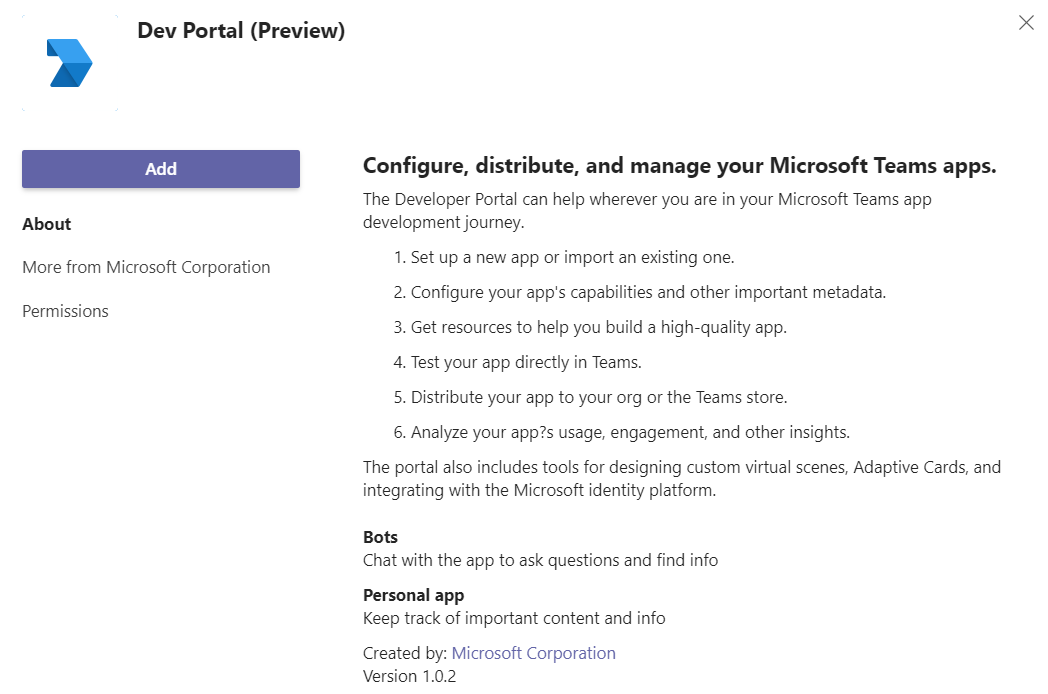 Dev Portal (Preview)
Add
About
More from Microsoft Corporation
Permissions
Configure, distribute, and manage your Microsoft Teams apps.
The Developer Portal can help wherever you are in your Microsoft Teams app
development journey.
1. Set up a new app or import an existing one.
2. Configure your app's capabilities and other important metadata.
3. Get resources to help you build a high-quality app.
4. Test your app directly in Teams.
5. Distribute your app to your org or the Teams store.
6. Analyze your app?s usage, engagement, and other insights.
The portal also includes tools for designing custom virtual scenes, Adaptive Cards, and
integrating with the Microsoft identity platform.
Bots
Chat with the app to ask questions and find info
Personal app
Keep track of important content and info
Created by: Microsoft Corporation
Version 1.0.2